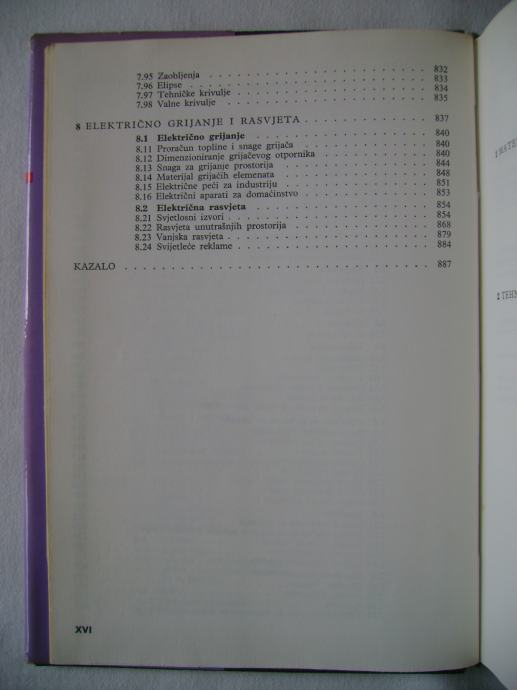 7.95 Zaobljenja . . . . . . . . . . . . . . . . . . . . 832
7.96 Elipse . . . . . . . . . . . . . . . . . . . . 833
7.97 Tehničke krivulje . . . . . . . . . . . . . . . . . . . . 834
7.98 Valne krivulje . . . . . . . . . . . . . . . . . . . . 835
8 ELEKTRIČNO GRIJANJE I RASVJETA . . . . . . . . . . . . . 837
8.1 Električno grijanje . . . . . . . . . . . . . . . . . . 840
8.11 Proračun topline i snage grijača . . . . . . . . . . . . 840
8.12 Dimenzioniranje grijačevog otpornika . . . . . . . . . . 840
8.13 Snaga za grijanje prostorija . . . . . . . . . . . . . . 844
8.14 Materijal grijaćih elemenata . . . . . . . . . . . . . . 848
8.15 Električne peći za industriju . . . . . . . . . . . . . . 851
8.16 Električni aparati za domaćinstvo . . . . . . . . . . . . 853
8.2 Električna rasvjeta . . . . . . . . . . . . . . . . . . 854
8.21 Svjetlosni izvori . . . . . . . . . . . . . . . . . . . 854
8.22 Rasvjeta unutrašnjih prostorija . . . . . . . . . . . . . 868
8.23 Vanjska rasvjeta . . . . . . . . . . . . . . . . . . . . 879
8.24 Svijetleće reklame . . . . . . . . . . . . . . . . . . . 884
KAZALO . . . . . . . . . . . . . . . . . . . . . . . . . 887
XVI
1 MATE
2 TEHN